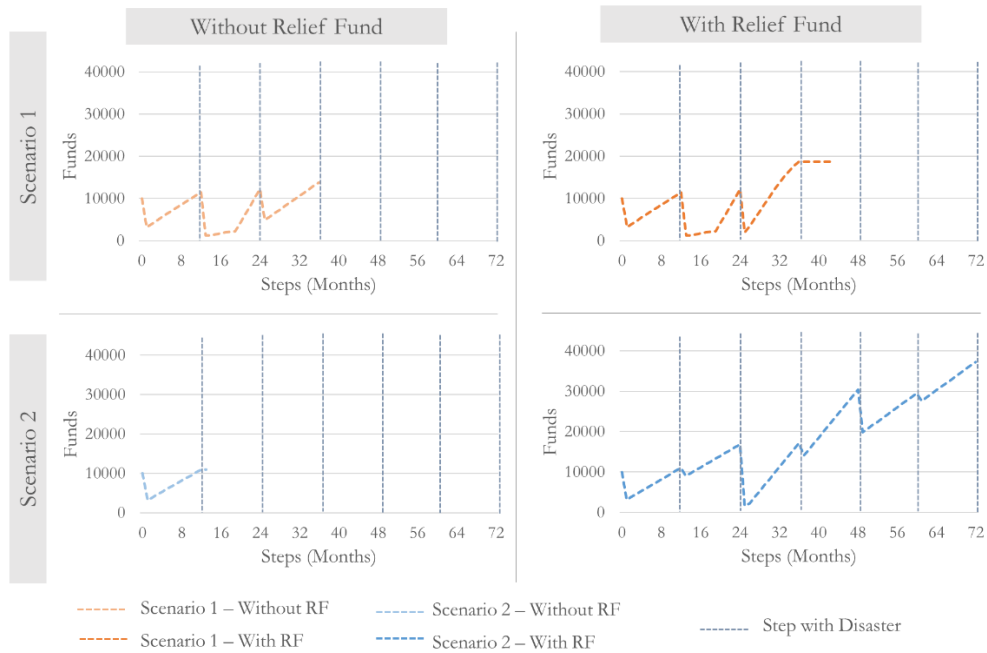 Without Relief Fund
With Relief Fund
Scenario 1
Funds
40000
30000
20000
10000
0
0 8 16 24 32 40 48 56 64 72
Steps (Months)
Funds
40000
30000
20000
10000
0
0 8 16 24 32 40 48 56 64 72
Steps (Months)
Scenario 2
Funds
40000
30000
20000
10000
0
0 8 16 24 32 40 48 56 64 72
Steps (Months)
Funds
40000
30000
20000
10000
0
0 8 16 24 32 40 48 56 64 72
Steps (Months)
Scenario 1 – Without RF
Scenario 2 – Without RF
Scenario 1 – With RF
Scenario 2 – With RF
Step with Disaster